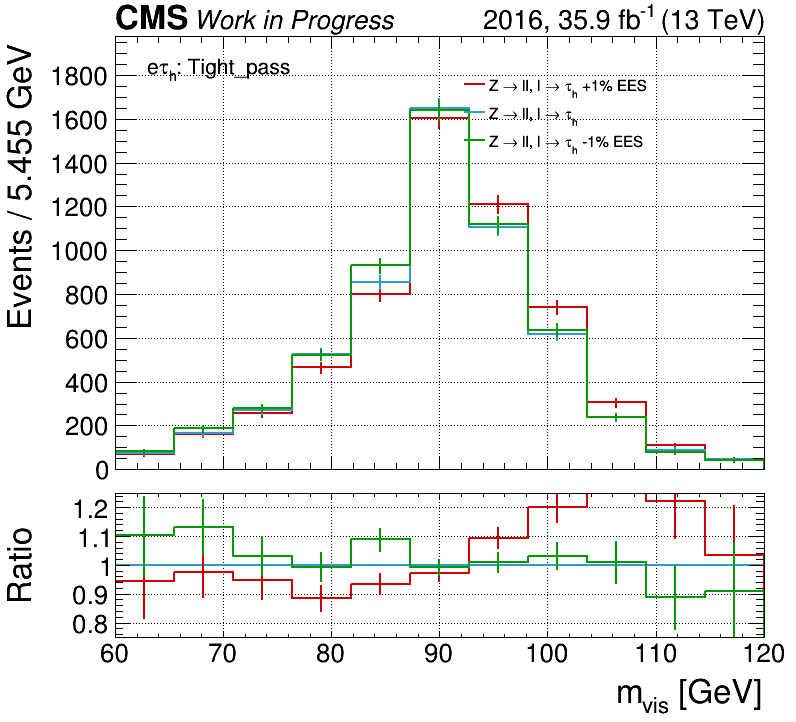 CMS Work in Progress 2016, 35.9 fb⁻¹ (13 TeV)
eτₕ: Tight_pass
Z → ll, l → τₕ +1% EES
Z → ll, l → τₕ
Z → ll, l → τₕ -1% EES
Events / 5.455 GeV
1800
1600
1400
1200
1000
800
600
400
200
0
Ratio
1.2
1.1
1
0.9
0.8
60 70 80 90 100 110 120
m_vis [GeV]